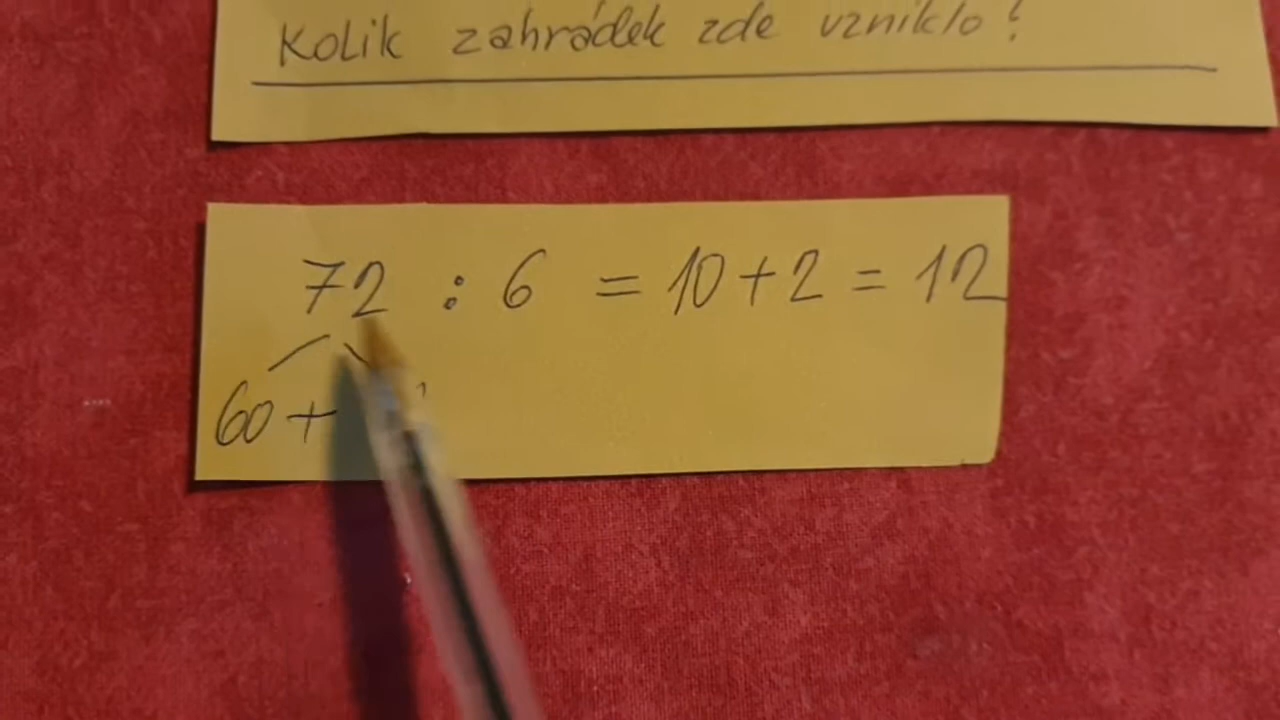 Kolik zahrádek zde vzniklo?
72 : 6 = 10 + 2 = 12
60 +